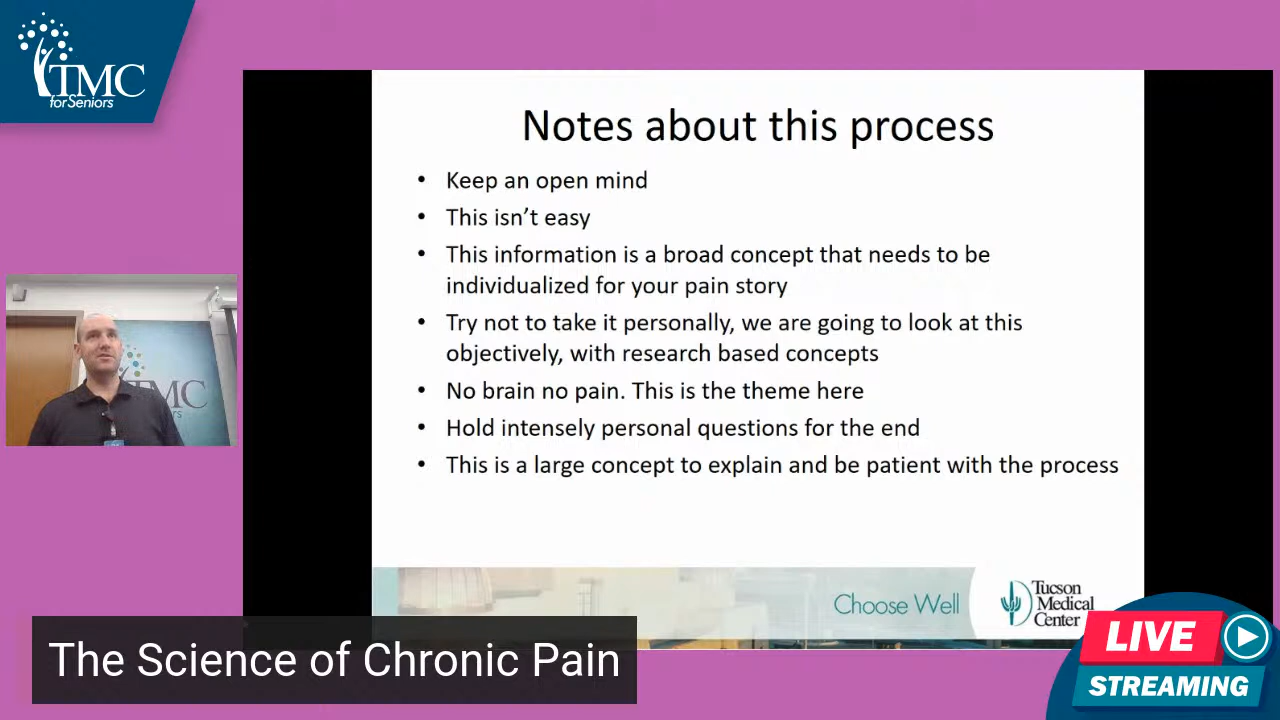 TMC
for Seniors
Notes about this process
• Keep an open mind
• This isn't easy
• This information is a broad concept that needs to be
individualized for your pain story
• Try not to take it personally, we are going to look at this
objectively, with research based concepts
• No brain no pain. This is the theme here
• Hold intensely personal questions for the end
• This is a large concept to explain and be patient with the process
Choose Well
Tucson
Medical
Center
The Science of Chronic Pain
LIVE
STREAMING